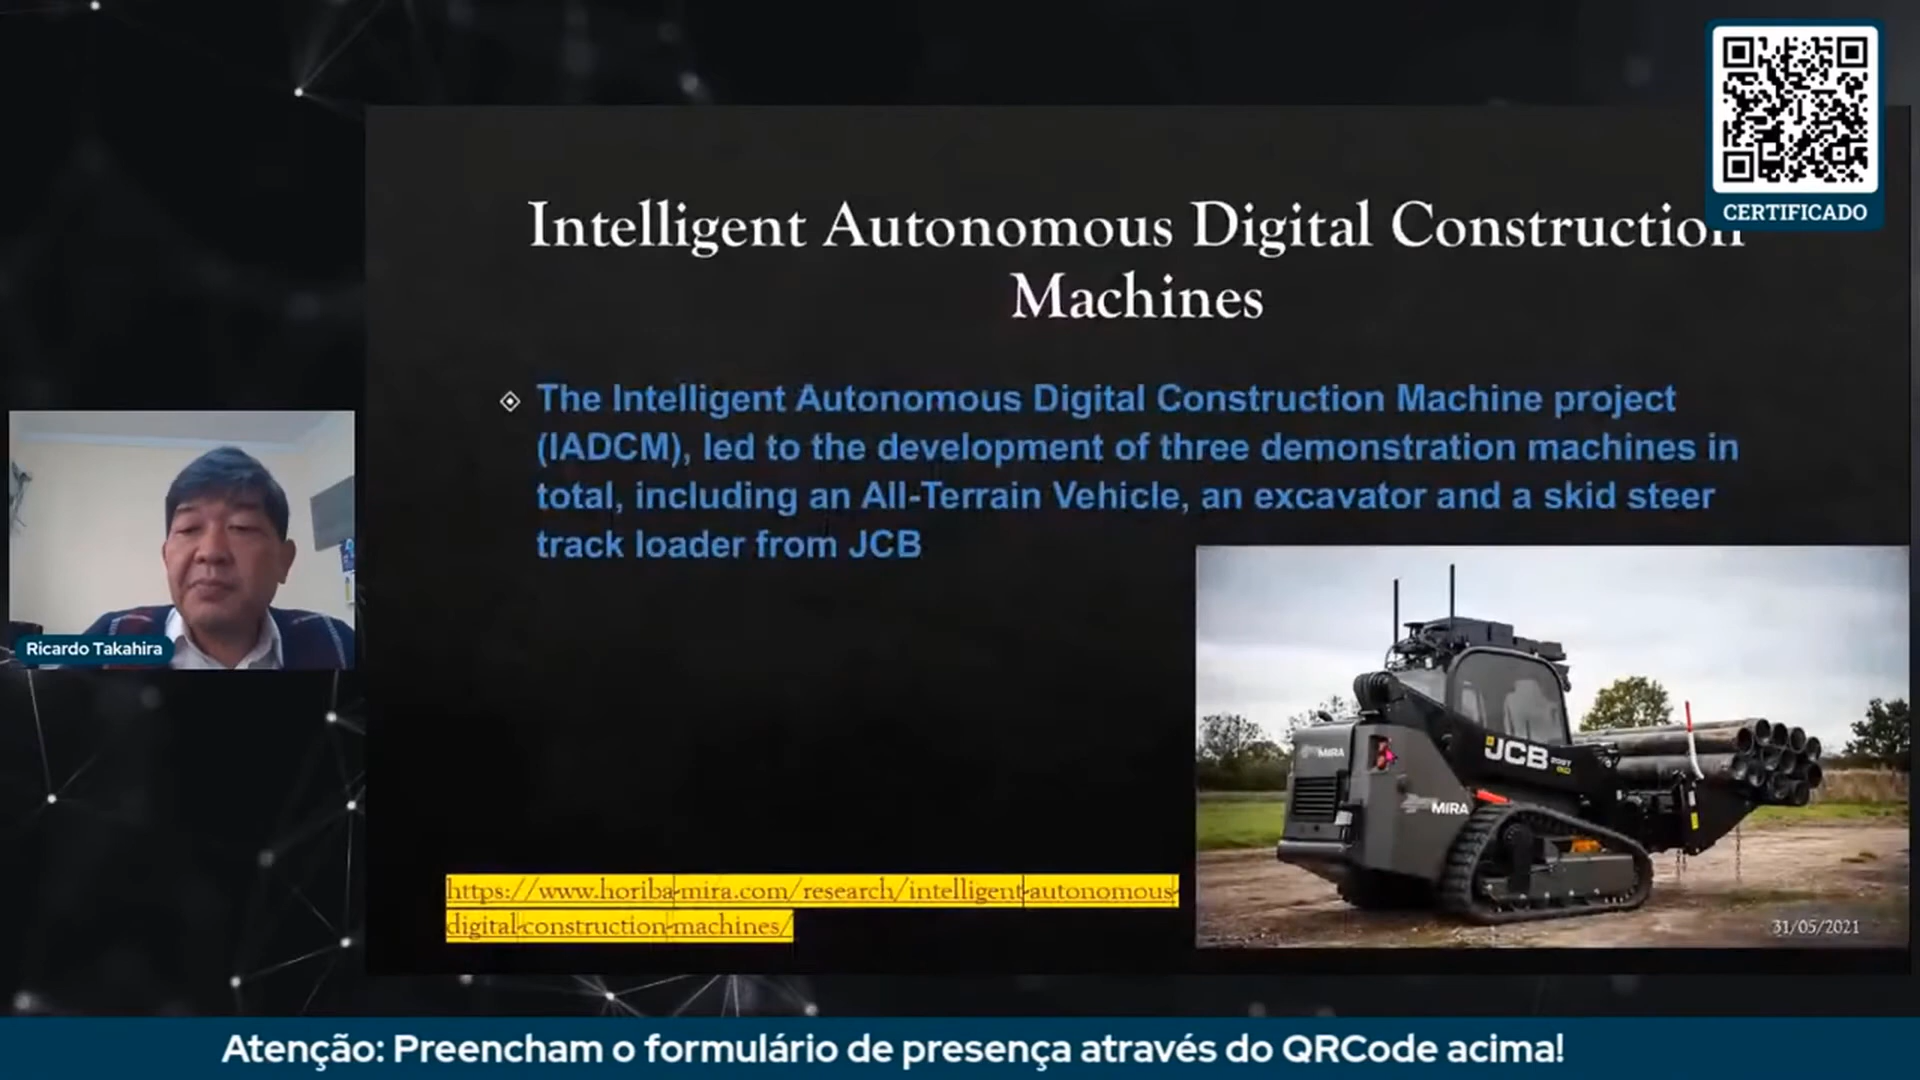 CERTIFICADO
Intelligent Autonomous Digital Construction
Machines
The Intelligent Autonomous Digital Construction Machine project
(IADCM), led to the development of three demonstration machines in
total, including an All-Terrain Vehicle, an excavator and a skid steer
track loader from JCB
Ricardo Takahira
MIRA
JCB
MIRA
https://www.horiba-mira.com/research/intelligent-autonomous-
digital-construction-machines/
31/05/2021
Atenção: Preencham o formulário de presença através do QRCode acima!